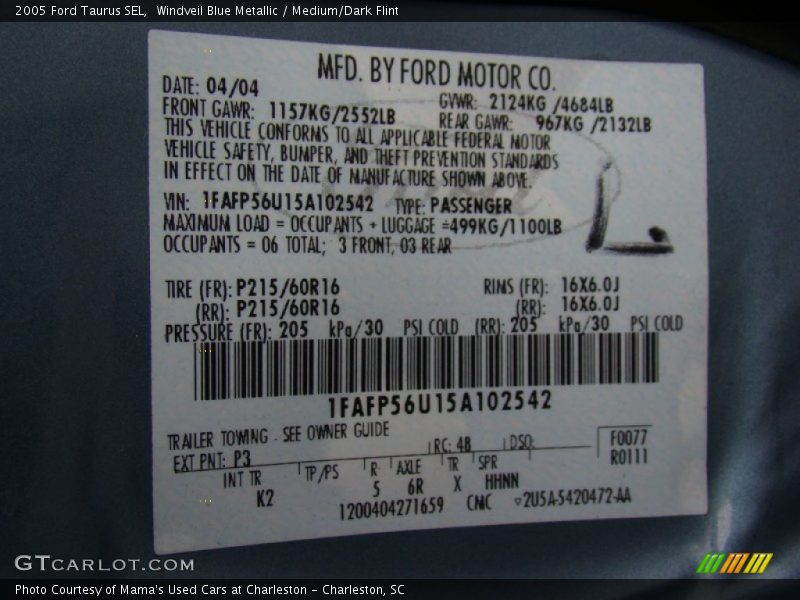 2005 Ford Taurus SEL, Windveil Blue Metallic / Medium/Dark Flint
MFD. BY FORD MOTOR CO.
DATE: 04/04
GVWR: 2124KG /4684LB
FRONT GAWR: 1157KG/2552LB
REAR GAWR: 967KG /2132LB
THIS VEHICLE CONFORMS TO ALL APPLICABLE FEDERAL MOTOR
VEHICLE SAFETY, BUMPER, AND THEFT PREVENTION STANDARDS
IN EFFECT ON THE DATE OF MANUFACTURE SHOWN ABOVE.
VIN: 1FAFP56U15A102542 TYPE: PASSENGER
MAXIMUM LOAD = OCCUPANTS + LUGGAGE =499KG/1100LB
OCCUPANTS = 06 TOTAL; 3 FRONT, 03 REAR
TIRE (FR): P215/60R16 RIMS (FR): 16X6.0J
(RR): P215/60R16 (RR): 16X6.0J
PRESSURE (FR): 205 kPa/30 PSI COLD (RR): 205 kPa/30 PSI COLD
1FAFP56U15A102542
TRAILER TOWING - SEE OWNER GUIDE
EXT PNT: P3 RC: 48 DSO: F0077
R0111
INT TR TP/PS R AXLE TR SPR
K2 5 6R X HHNN
1200404271659 CMC ▽2U5A-5420472-AA
GTCARLOT.COM
Photo Courtesy of Mama's Used Cars at Charleston - Charleston, SC